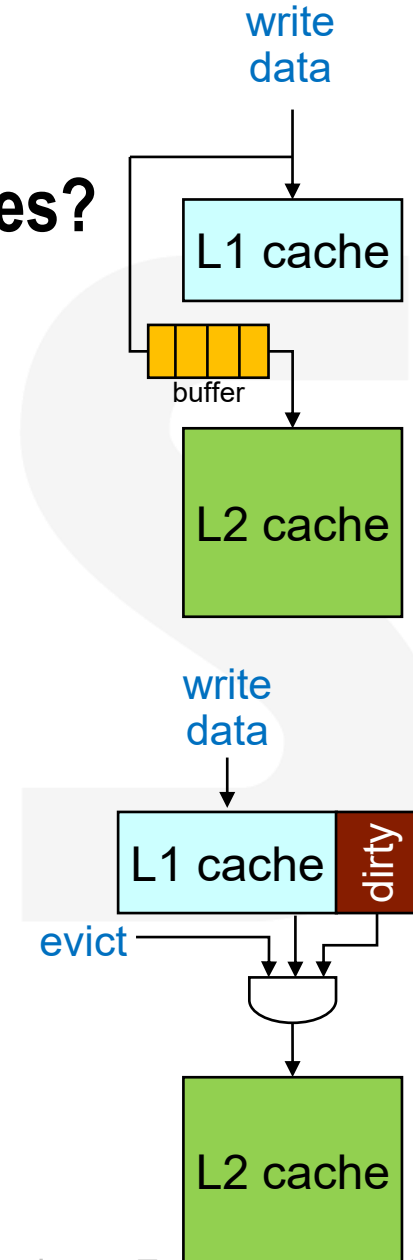 write
data
es?
L1 cache
buffer
L2 cache
write
data
L1 cache
dirty
evict
L2 cache